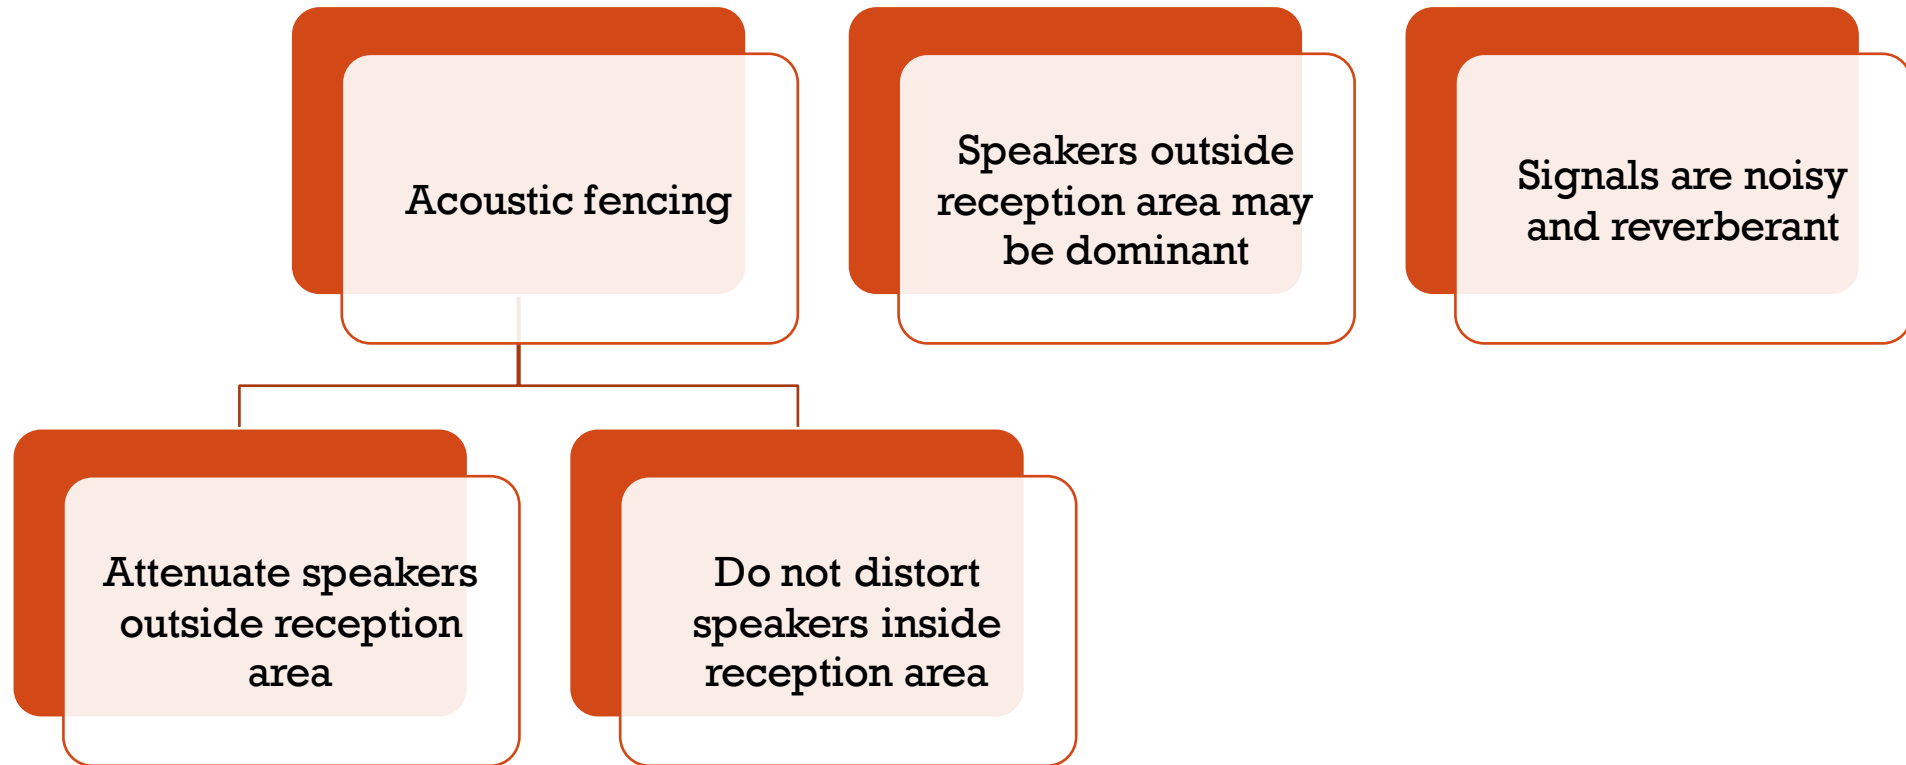 Acoustic fencing
Speakers outside
reception area may
be dominant
Signals are noisy
and reverberant
Attenuate speakers
outside reception
area
Do not distort
speakers inside
reception area